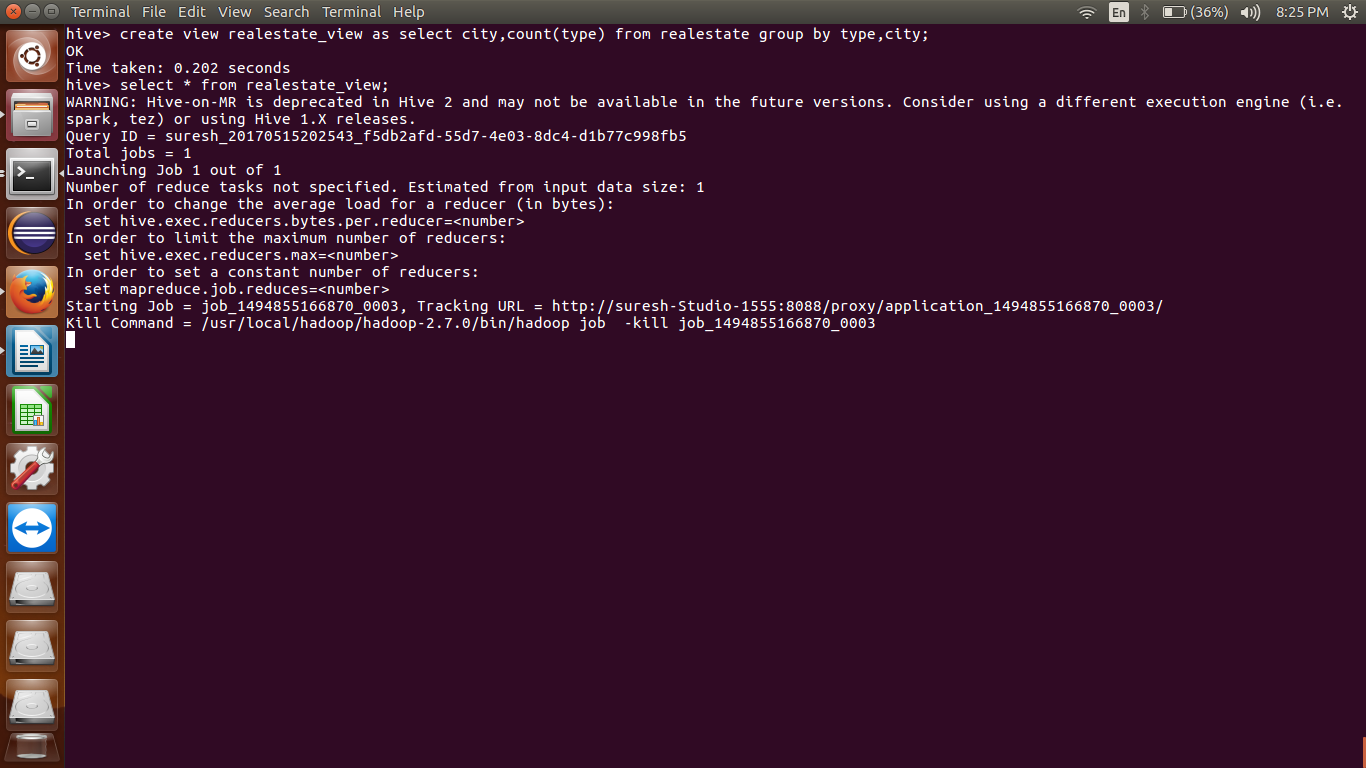 Terminal File Edit View Search Terminal Help En (36%) 8:25 PM
hive> create view realestate_view as select city,count(type) from realestate group by type,city;
OK
Time taken: 0.202 seconds
hive> select * from realestate_view;
WARNING: Hive-on-MR is deprecated in Hive 2 and may not be available in the future versions. Consider using a different execution engine (i.e.
spark, tez) or using Hive 1.X releases.
Query ID = suresh_20170515202543_f5db2afd-55d7-4e03-8dc4-d1b77c998fb5
Total jobs = 1
Launching Job 1 out of 1
Number of reduce tasks not specified. Estimated from input data size: 1
In order to change the average load for a reducer (in bytes):
  set hive.exec.reducers.bytes.per.reducer=<number>
In order to limit the maximum number of reducers:
  set hive.exec.reducers.max=<number>
In order to set a constant number of reducers:
  set mapreduce.job.reduces=<number>
Starting Job = job_1494855166870_0003, Tracking URL = http://suresh-Studio-1555:8088/proxy/application_1494855166870_0003/
Kill Command = /usr/local/hadoop/hadoop-2.7.0/bin/hadoop job  -kill job_1494855166870_0003